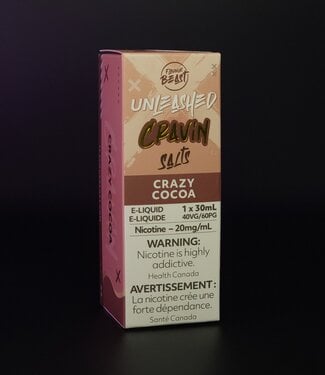 FLAVOUR
BEAST
UNLEASHED
CRAVIN
SALTS
CRAZY
COCOA
E-LIQUID 1 x 30mL
E-LIQUIDE 40VG/60PG
Nicotine – 20mg/mL
WARNING:
Nicotine is highly
addictive.
Health Canada
AVERTISSEMENT :
La nicotine crée une
forte dépendance.
Santé Canada
CRAZY COCOA